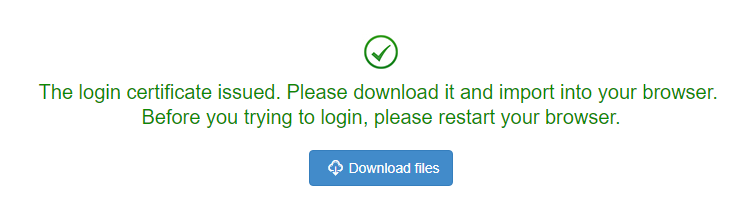 The login certificate issued. Please download it and import into your browser.
Before you trying to login, please restart your browser.
Download files